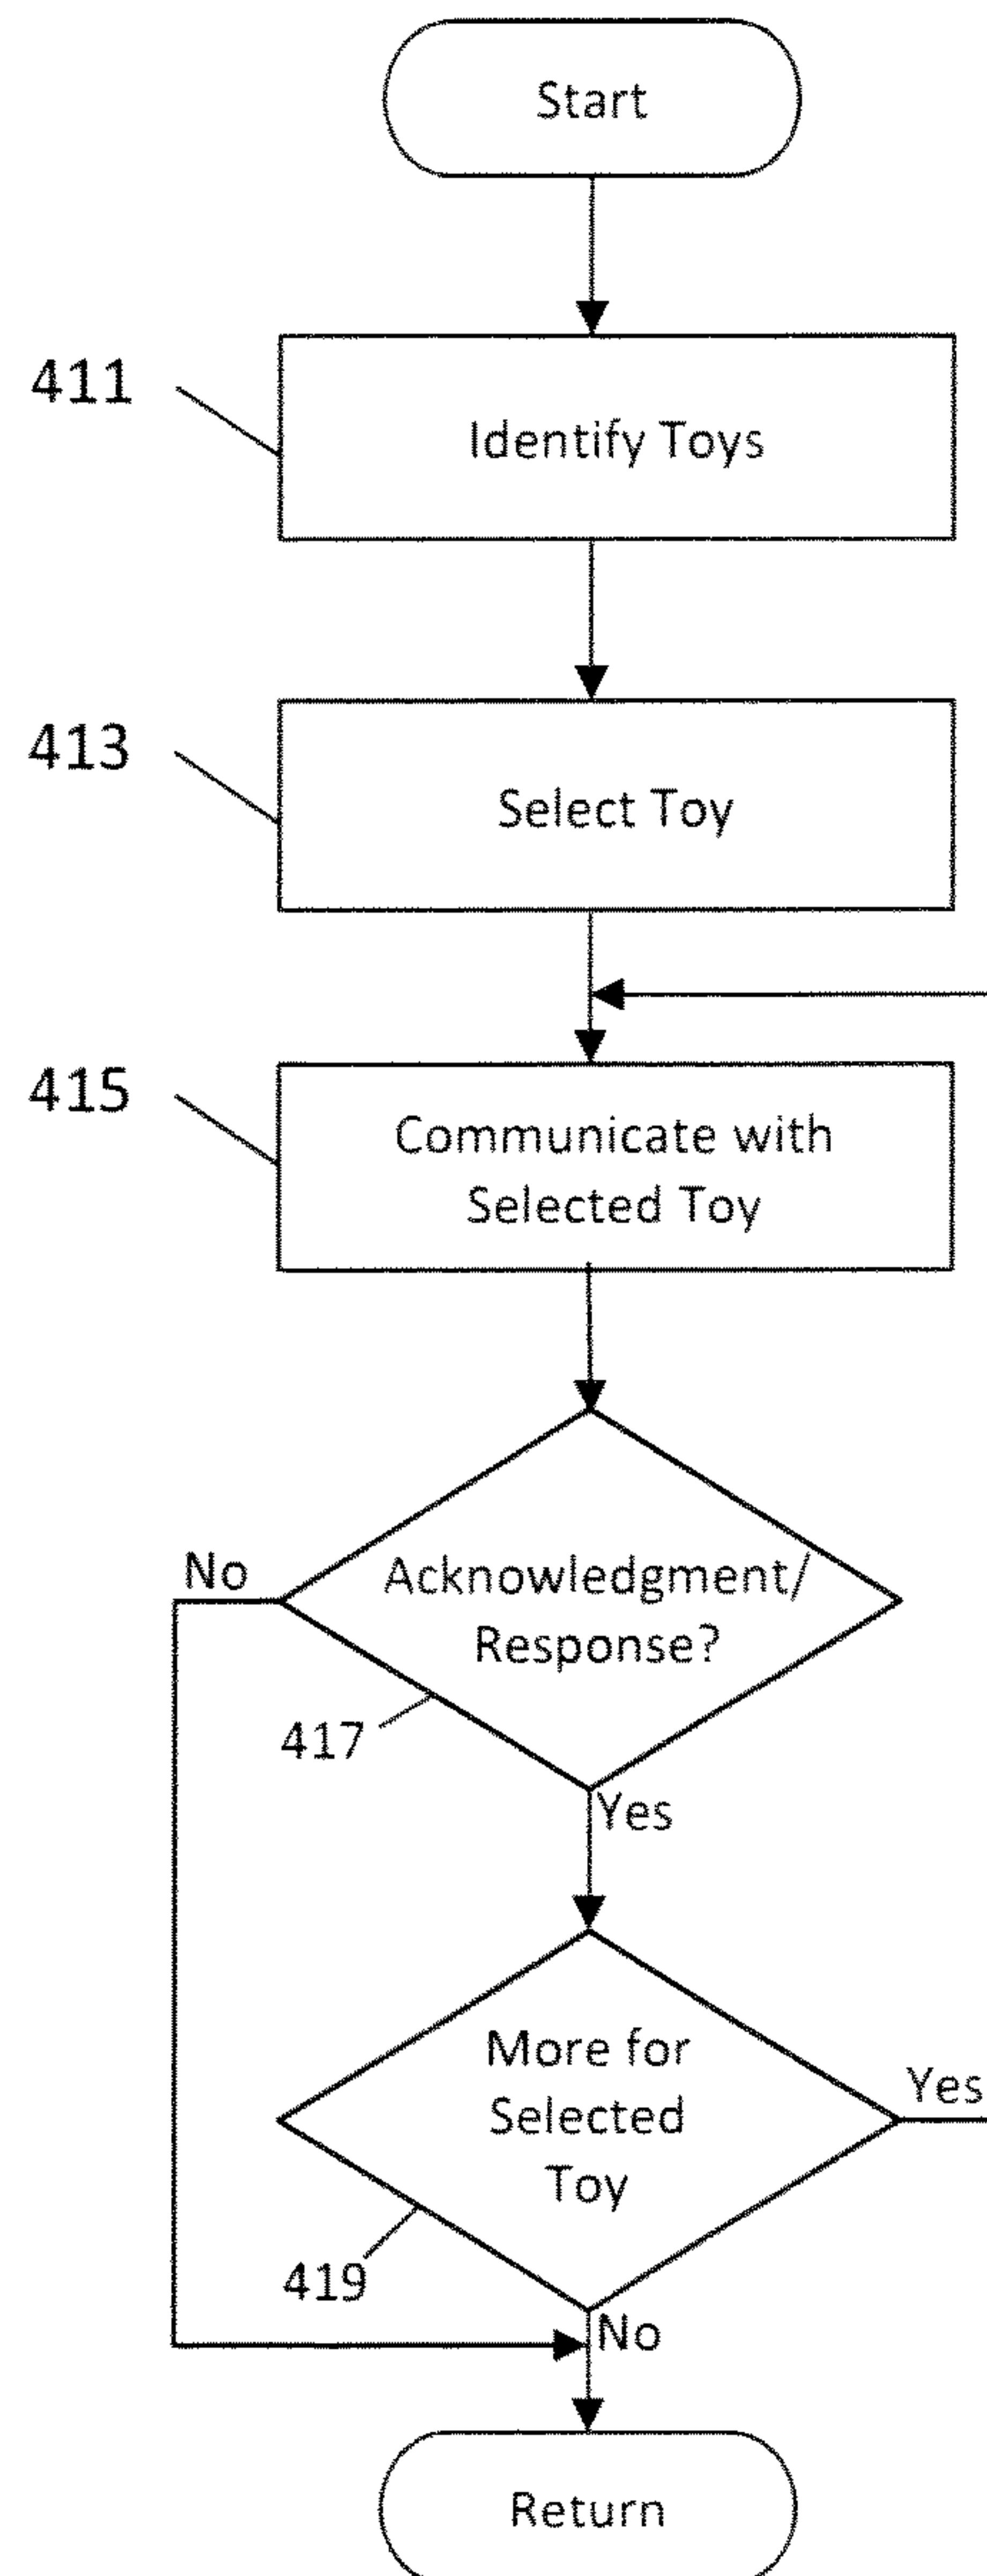 Start
411
Identify Toys
413
Select Toy
415
Communicate with
Selected Toy
No
Acknowledgment/
Response?
417
Yes
More for
Selected
Toy
Yes
419
No
Return